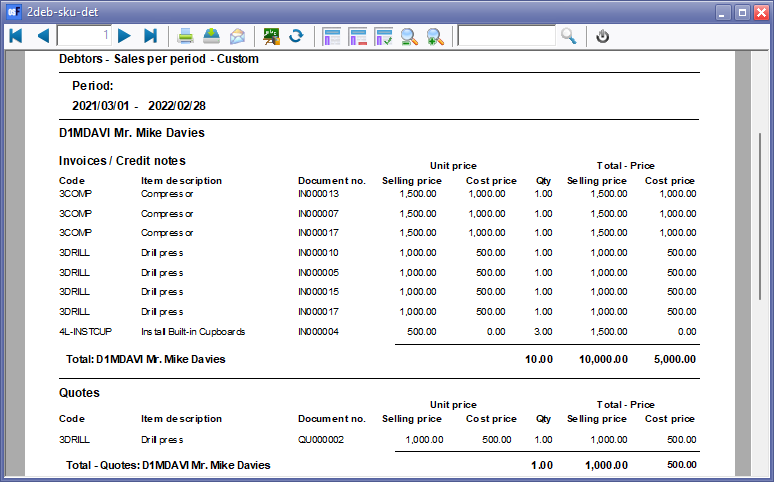 2deb-sku-det
1
Debtors - Sales per period - Custom
Period:
2021/03/01 - 2022/02/28
D1MDAVI Mr. Mike Davies
Invoices / Credit notes
Unit price Total - Price
Code Item description Document no. Selling price Cost price Qty Selling price Cost price
3COMP Compressor IN000013 1,500.00 1,000.00 1.00 1,500.00 1,000.00
3COMP Compressor IN000007 1,500.00 1,000.00 1.00 1,500.00 1,000.00
3COMP Compressor IN000017 1,500.00 1,000.00 1.00 1,500.00 1,000.00
3DRILL Drill press IN000010 1,000.00 500.00 1.00 1,000.00 500.00
3DRILL Drill press IN000005 1,000.00 500.00 1.00 1,000.00 500.00
3DRILL Drill press IN000015 1,000.00 500.00 1.00 1,000.00 500.00
3DRILL Drill press IN000017 1,000.00 500.00 1.00 1,000.00 500.00
4L-INSTCUP Install Built-in Cupboards IN000004 500.00 0.00 3.00 1,500.00 0.00
Total: D1MDAVI Mr. Mike Davies 10.00 10,000.00 5,000.00
Quotes
Unit price Total - Price
Code Item description Document no. Selling price Cost price Qty Selling price Cost price
3DRILL Drill press QU000002 1,000.00 500.00 1.00 1,000.00 500.00
Total - Quotes: D1MDAVI Mr. Mike Davies 1.00 1,000.00 500.00